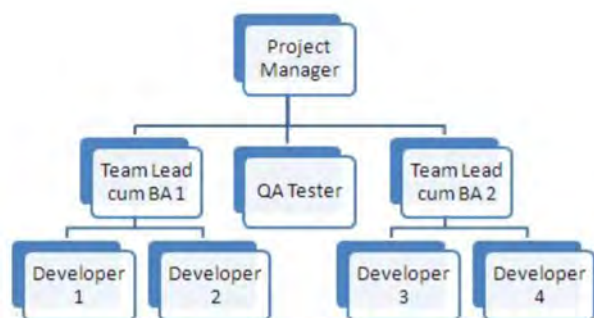 Project
Manager
Team Lead
cum BA 1
QA Tester
Team Lead
cum BA 2
Developer
1
Developer
2
Developer
3
Developer
4